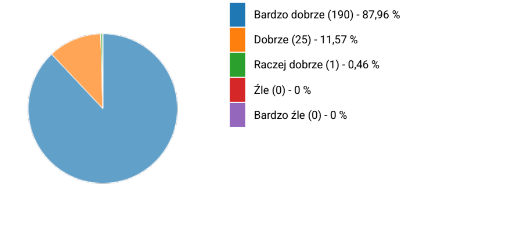 Bardzo dobrze (190) - 87,96 %
Dobrze (25) - 11,57 %
Raczej dobrze (1) - 0,46 %
Źle (0) - 0 %
Bardzo źle (0) - 0 %